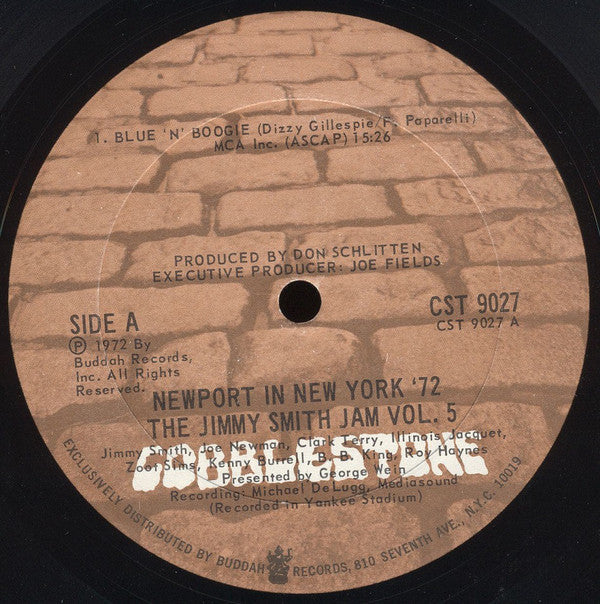 1. BLUE 'N' BOOGIE (Dizzy Gillespie/F. Paparelli)
MCA Inc. (ASCAP) 15:26
PRODUCED BY DON SCHLITTEN
EXECUTIVE PRODUCER: JOE FIELDS
SIDE A
℗ 1972 By
Buddah Records,
Inc. All Rights
Reserved.
CST 9027
CST 9027 A
NEWPORT IN NEW YORK '72
THE JIMMY SMITH JAM VOL. 5
COBBLESTONE
Jimmy Smith, Joe Newman, Clark Terry, Illinois Jacquet,
Zoot Sims, Kenny Burrell, B. B. King, Roy Haynes
Presented by George Wein
Recording: Michael DeLugg, Mediasound
(Recorded in Yankee Stadium)
EXCLUSIVELY DISTRIBUTED BY BUDDAH RECORDS, 810 SEVENTH AVE., N.Y.C. 10019